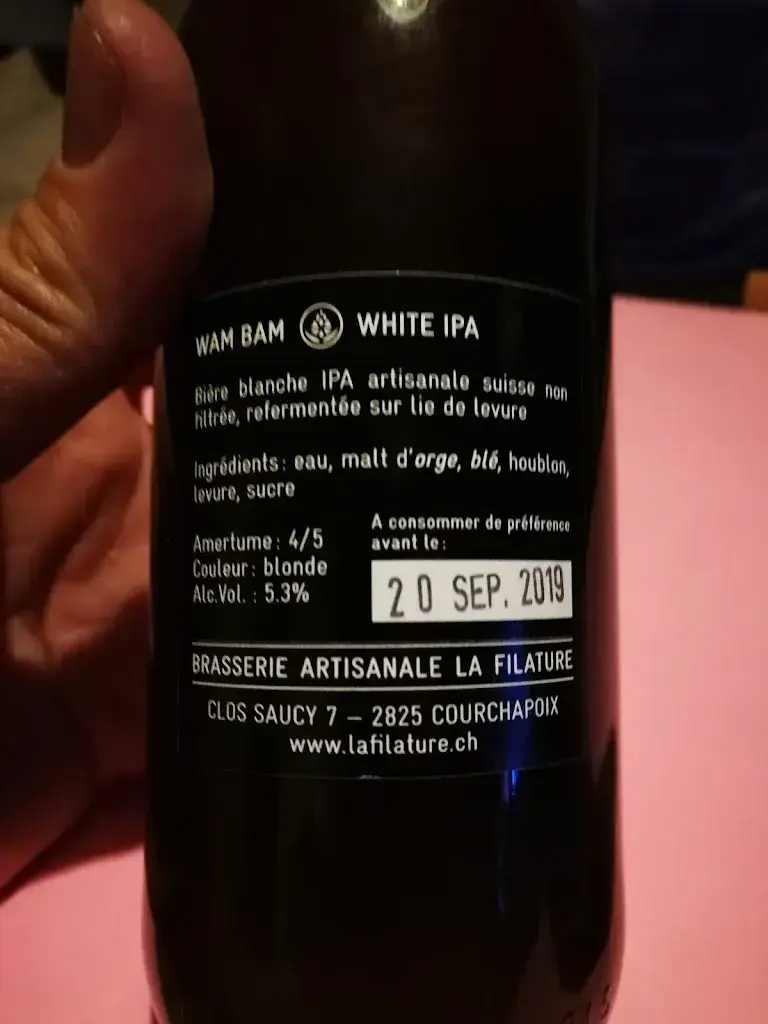 WAM BAM WHITE IPA
Bière blanche IPA artisanale suisse non
filtrée, refermentée sur lie de levure
Ingrédients: eau, malt d'orge, blé, houblon,
levure, sucre
Amertume: 4/5
Couleur: blonde
Alc.Vol. : 5.3%
A consommer de préférence
avant le:
20 SEP. 2019
BRASSERIE ARTISANALE LA FILATURE
CLOS SAUCY 7 – 2825 COURCHAPOIX
www.lafilature.ch